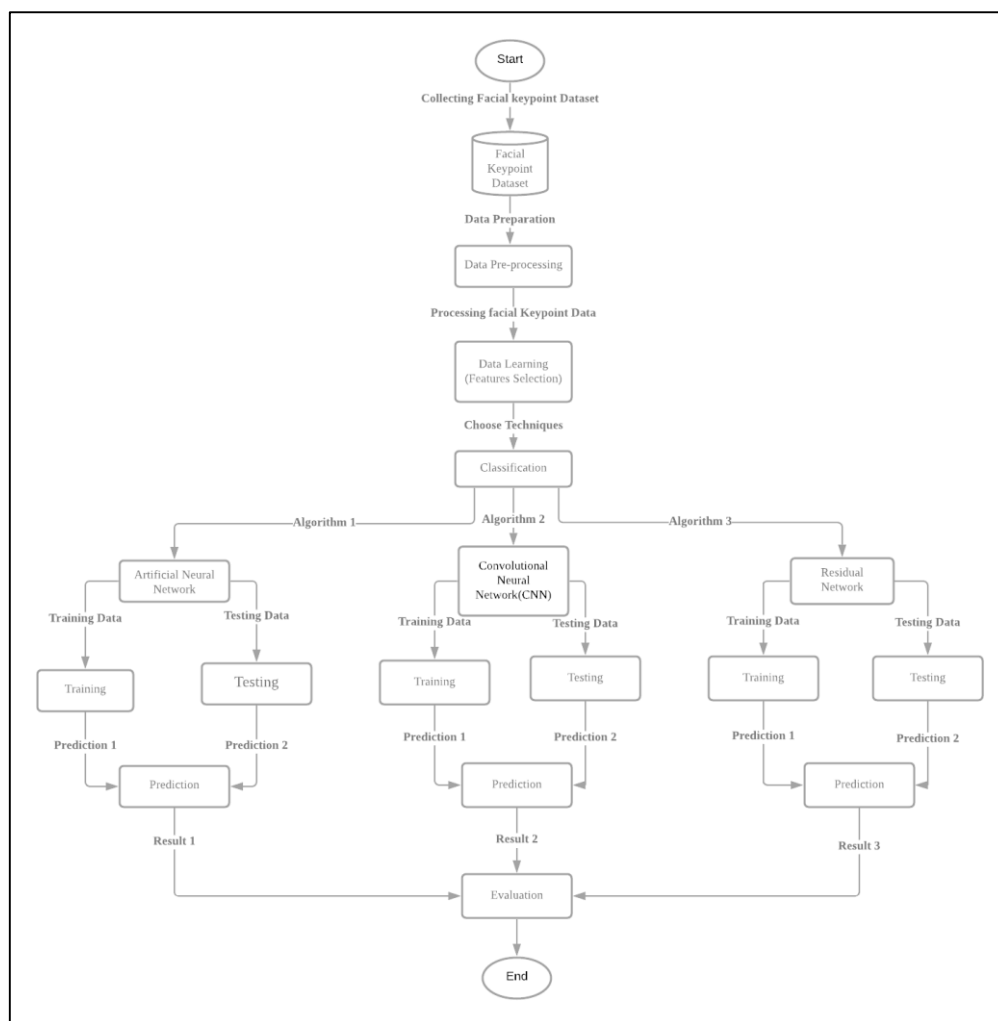 Start
Collecting Facial keypoint Dataset
Facial
Keypoint
Dataset
Data Preparation
Data Pre-processing
Processing facial Keypoint Data
Data Learning
(Features Selection)
Choose Techniques
Classification
Algorithm 1
Algorithm 2
Algorithm 3
Artificial Neural
Network
Convolutional
Neural
Network(CNN)
Residual
Network
Training Data
Testing Data
Training Data
Testing Data
Training Data
Testing Data
Training
Testing
Training
Testing
Training
Testing
Prediction 1
Prediction 2
Prediction 1
Prediction 2
Prediction 1
Prediction 2
Prediction
Prediction
Prediction
Result 1
Result 2
Result 3
Evaluation
End